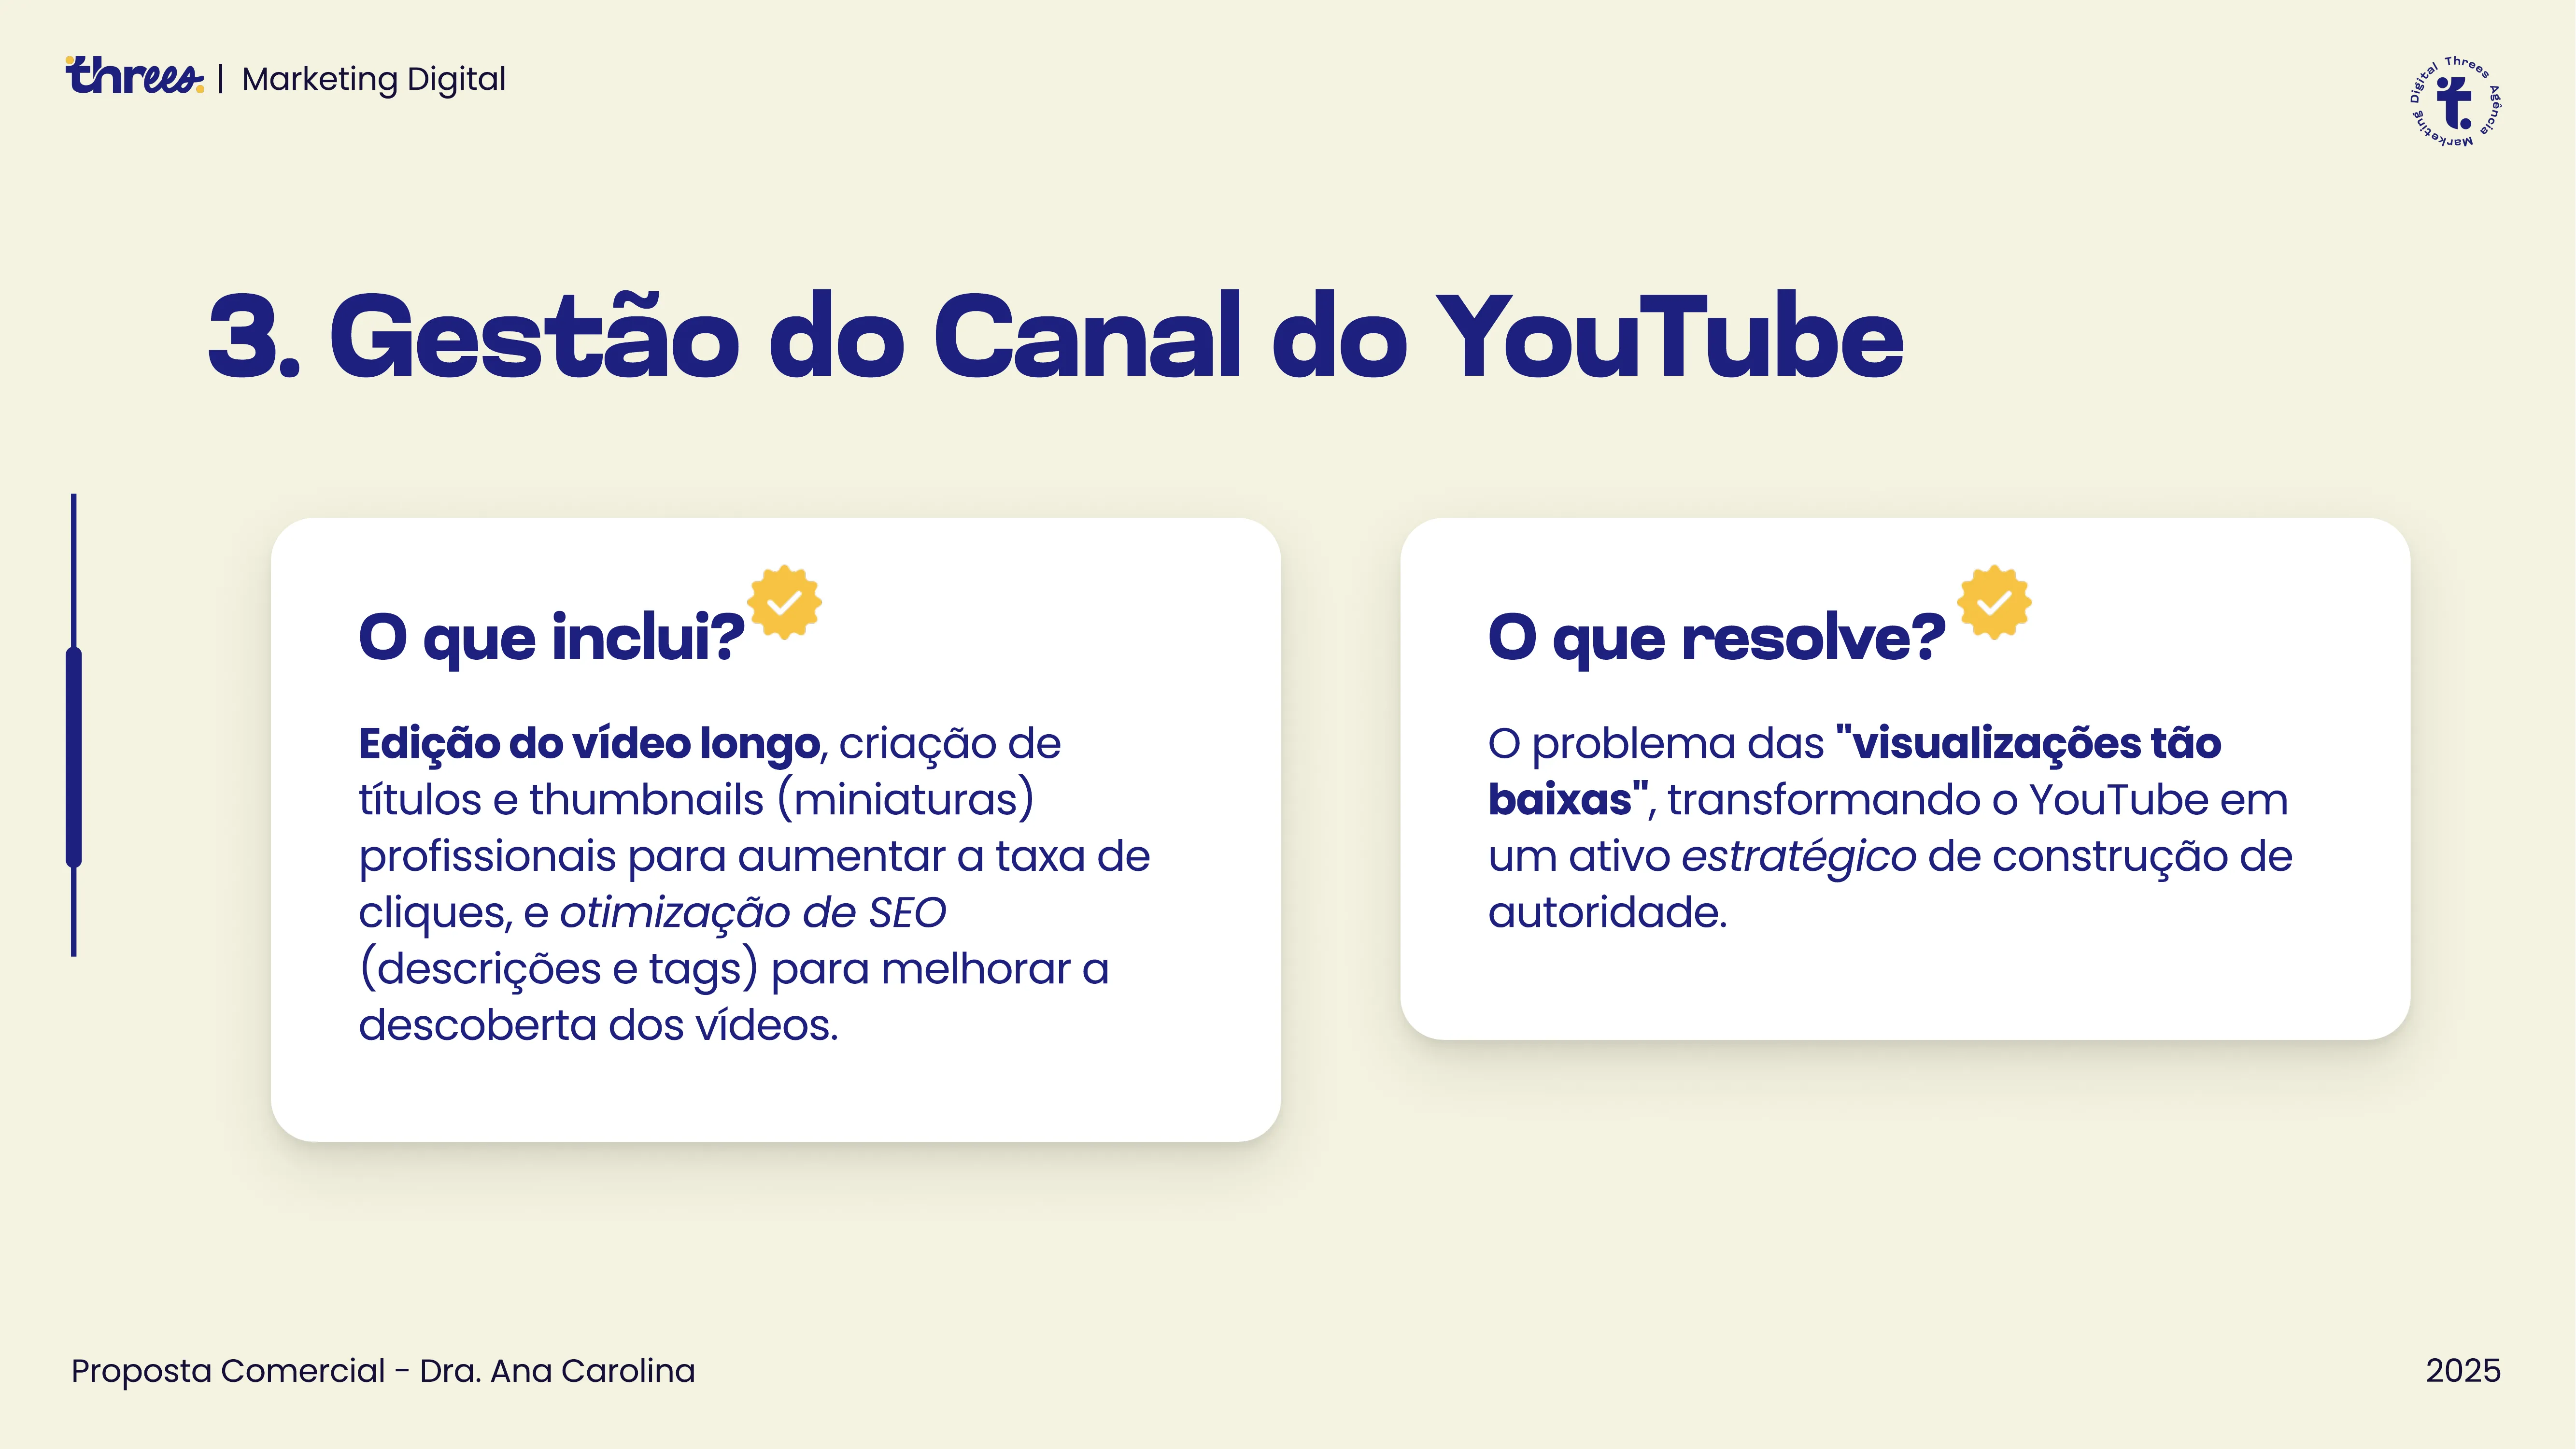 threes. | Marketing Digital
Threes Agência Marketing Digital
t.
3. Gestão do Canal do YouTube
O que inclui?
Edição do vídeo longo, criação de
títulos e thumbnails (miniaturas)
profissionais para aumentar a taxa de
cliques, e otimização de SEO
(descrições e tags) para melhorar a
descoberta dos vídeos.
O que resolve?
O problema das "visualizações tão
baixas", transformando o YouTube em
um ativo estratégico de construção de
autoridade.
Proposta Comercial - Dra. Ana Carolina
2025